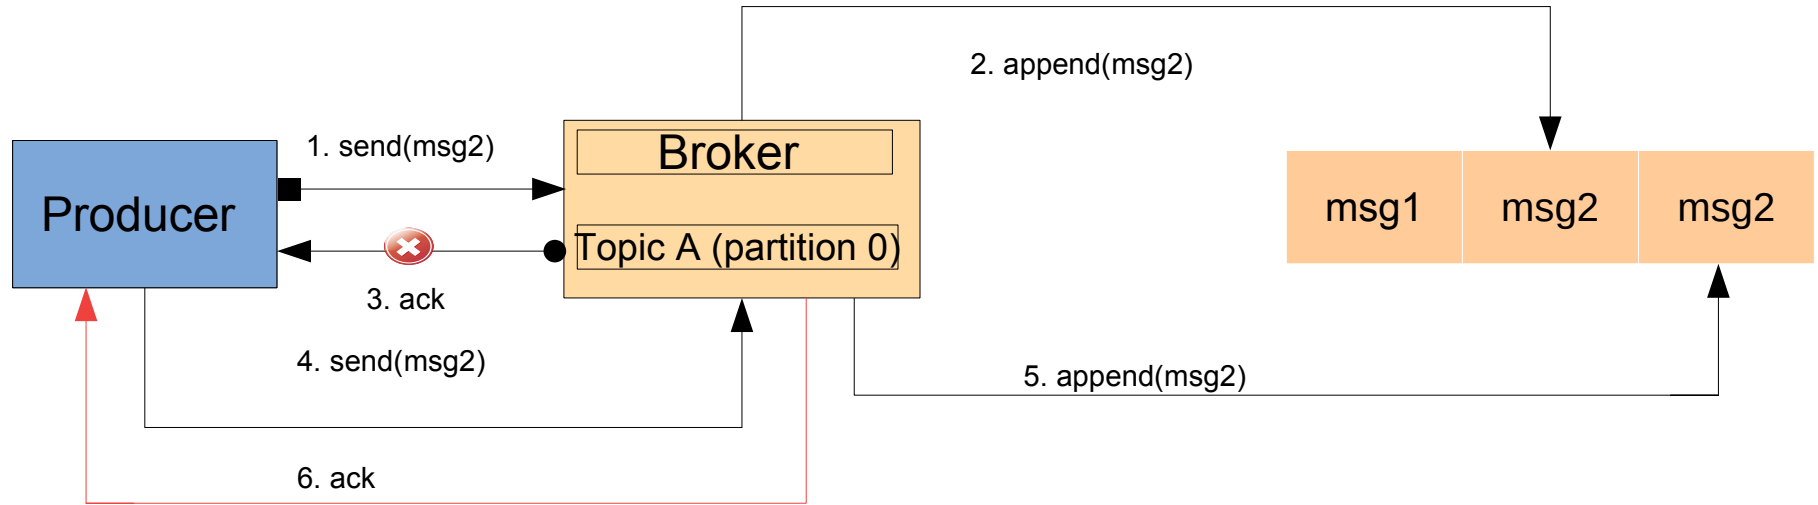 2. append(msg2)
1. send(msg2)
Broker
Producer
msg1
msg2
msg2
Topic A (partition 0)
3. ack
4. send(msg2)
5. append(msg2)
6. ack